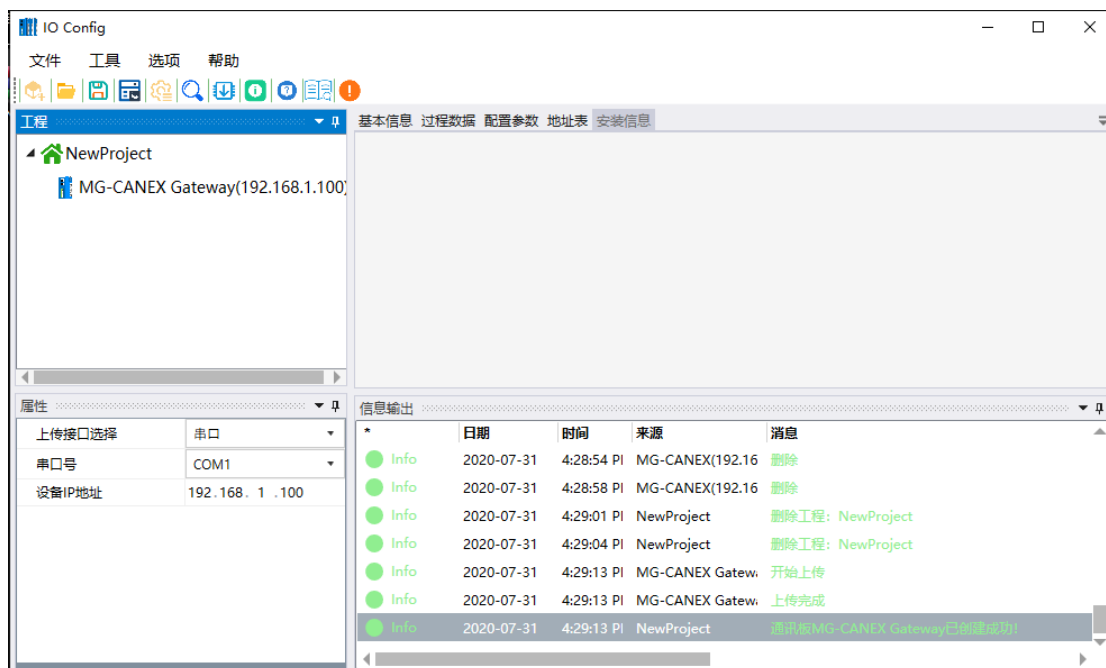 IO Config
文件 工具 选项 帮助
工程
NewProject
MG-CANEX Gateway(192.168.1.100)
基本信息 过程数据 配置参数 地址表 安装信息
属性
上传接口选择 串口
串口号 COM1
设备IP地址 192.168. 1 .100
信息输出
* 日期 时间 来源 消息
Info 2020-07-31 4:28:54 PI MG-CANEX(192.16 删除
Info 2020-07-31 4:28:58 PI MG-CANEX(192.16 删除
Info 2020-07-31 4:29:01 PI NewProject 删除工程：NewProject
Info 2020-07-31 4:29:04 PI NewProject 删除工程：NewProject
Info 2020-07-31 4:29:13 PI MG-CANEX Gatewa 开始上传
Info 2020-07-31 4:29:13 PI MG-CANEX Gatewa 上传完成
Info 2020-07-31 4:29:13 PI NewProject 通讯板MG-CANEX Gateway已创建成功!